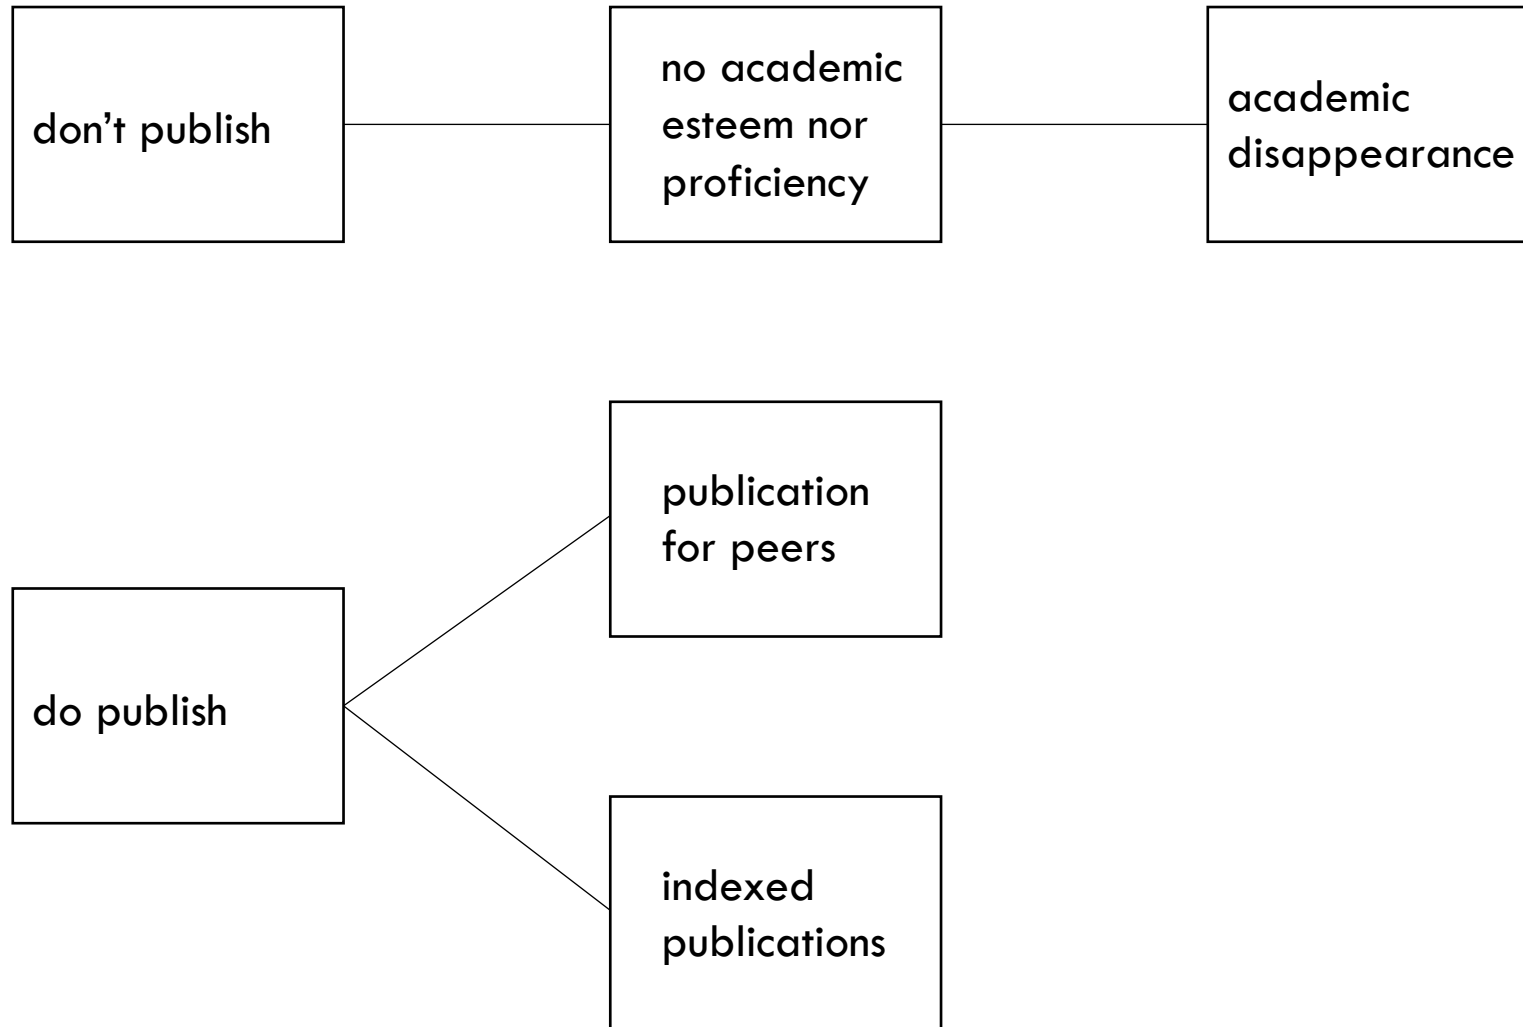 don’t publish
no academic
esteem nor
proficiency
academic
disappearance
publication
for peers
do publish
indexed
publications